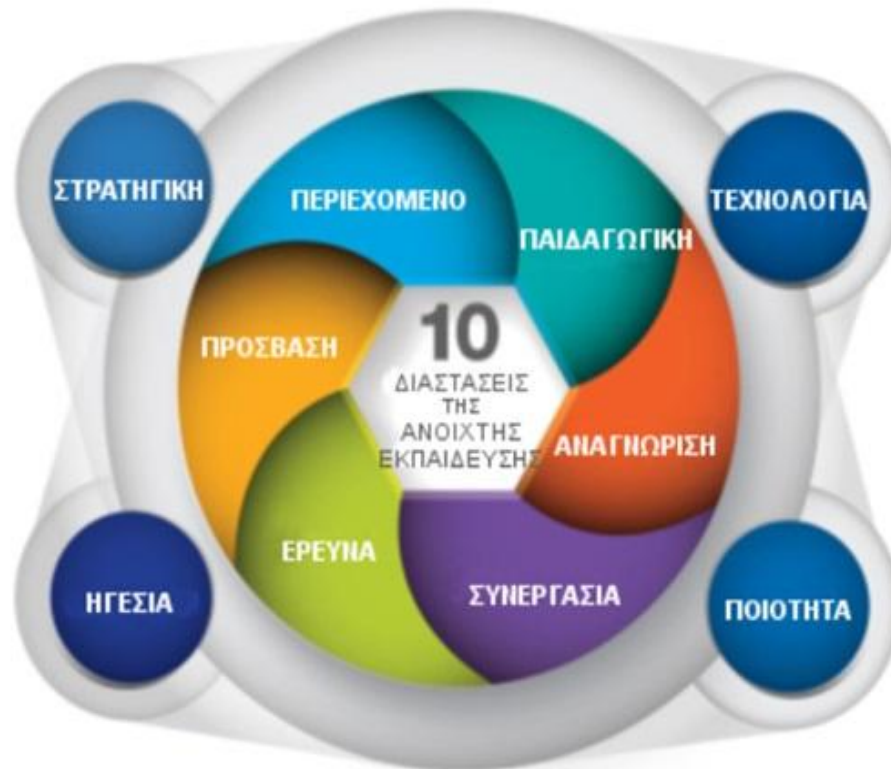 ΣΤΡΑΤΗΓΙΚΗ
ΠΕΡΙΕΧΟΜΕΝΟ
ΠΑΙΔΑΓΩΓΙΚΗ
ΤΕΧΝΟΛΟΓΙΑ
ΠΡΟΣΒΑΣΗ
10
ΔΙΑΣΤΑΣΕΙΣ
ΤΗΣ
ΑΝΟΙΧΤΗΣ
ΕΚΠΑΙΔΕΥΣΗΣ
ΑΝΑΓΝΩΡΙΣΗ
ΕΡΕΥΝΑ
ΣΥΝΕΡΓΑΣΙΑ
ΗΓΕΣΙΑ
ΠΟΙΟΤΗΤΑ